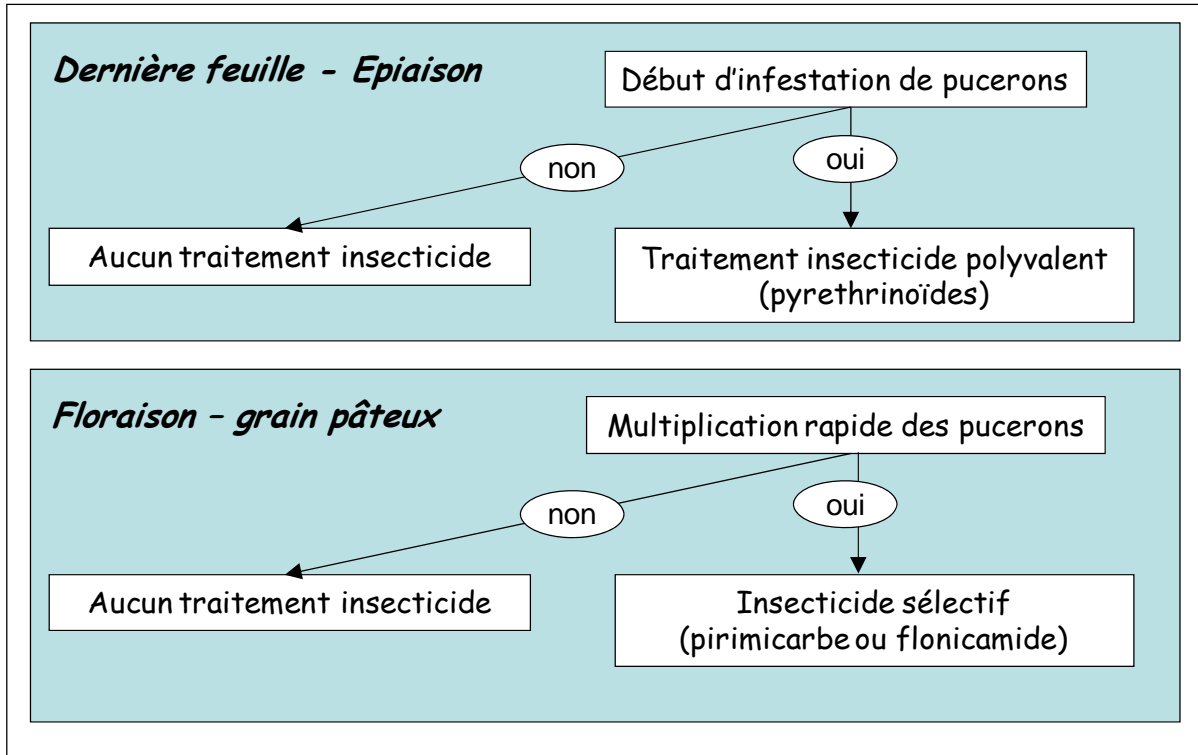 Dernière feuille - Epiaison
Début d'infestation de pucerons
non
oui
Aucun traitement insecticide
Traitement insecticide polyvalent
(pyrethrinoïdes)
Floraison – grain pâteux
Multiplication rapide des pucerons
non
oui
Aucun traitement insecticide
Insecticide sélectif
(pirimicarbe ou flonicamide)